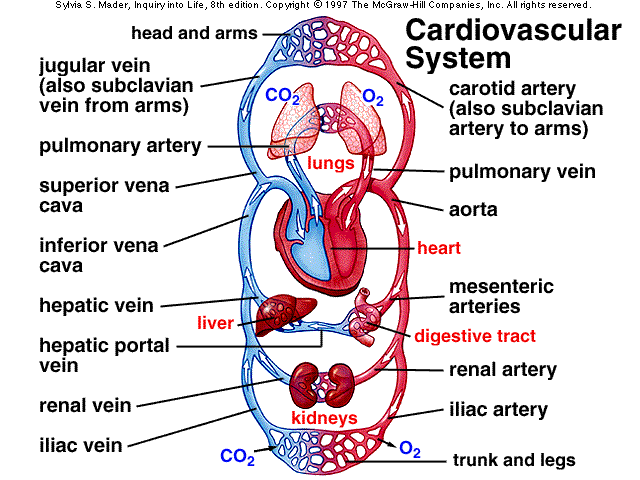 Sylvia S. Mader, Inquiry into Life, 8th edition. Copyright © 1997 The McGraw-Hill Companies, Inc. All rights reserved.
Cardiovascular
System
head and arms
jugular vein
(also subclavian
vein from arms)
CO2
O2
carotid artery
(also subclavian
artery to arms)
pulmonary artery
lungs
pulmonary vein
superior vena
cava
aorta
inferior vena
cava
heart
hepatic vein
mesenteric
arteries
liver
digestive tract
hepatic portal
vein
renal artery
renal vein
kidneys
iliac artery
iliac vein
CO2
O2
trunk and legs